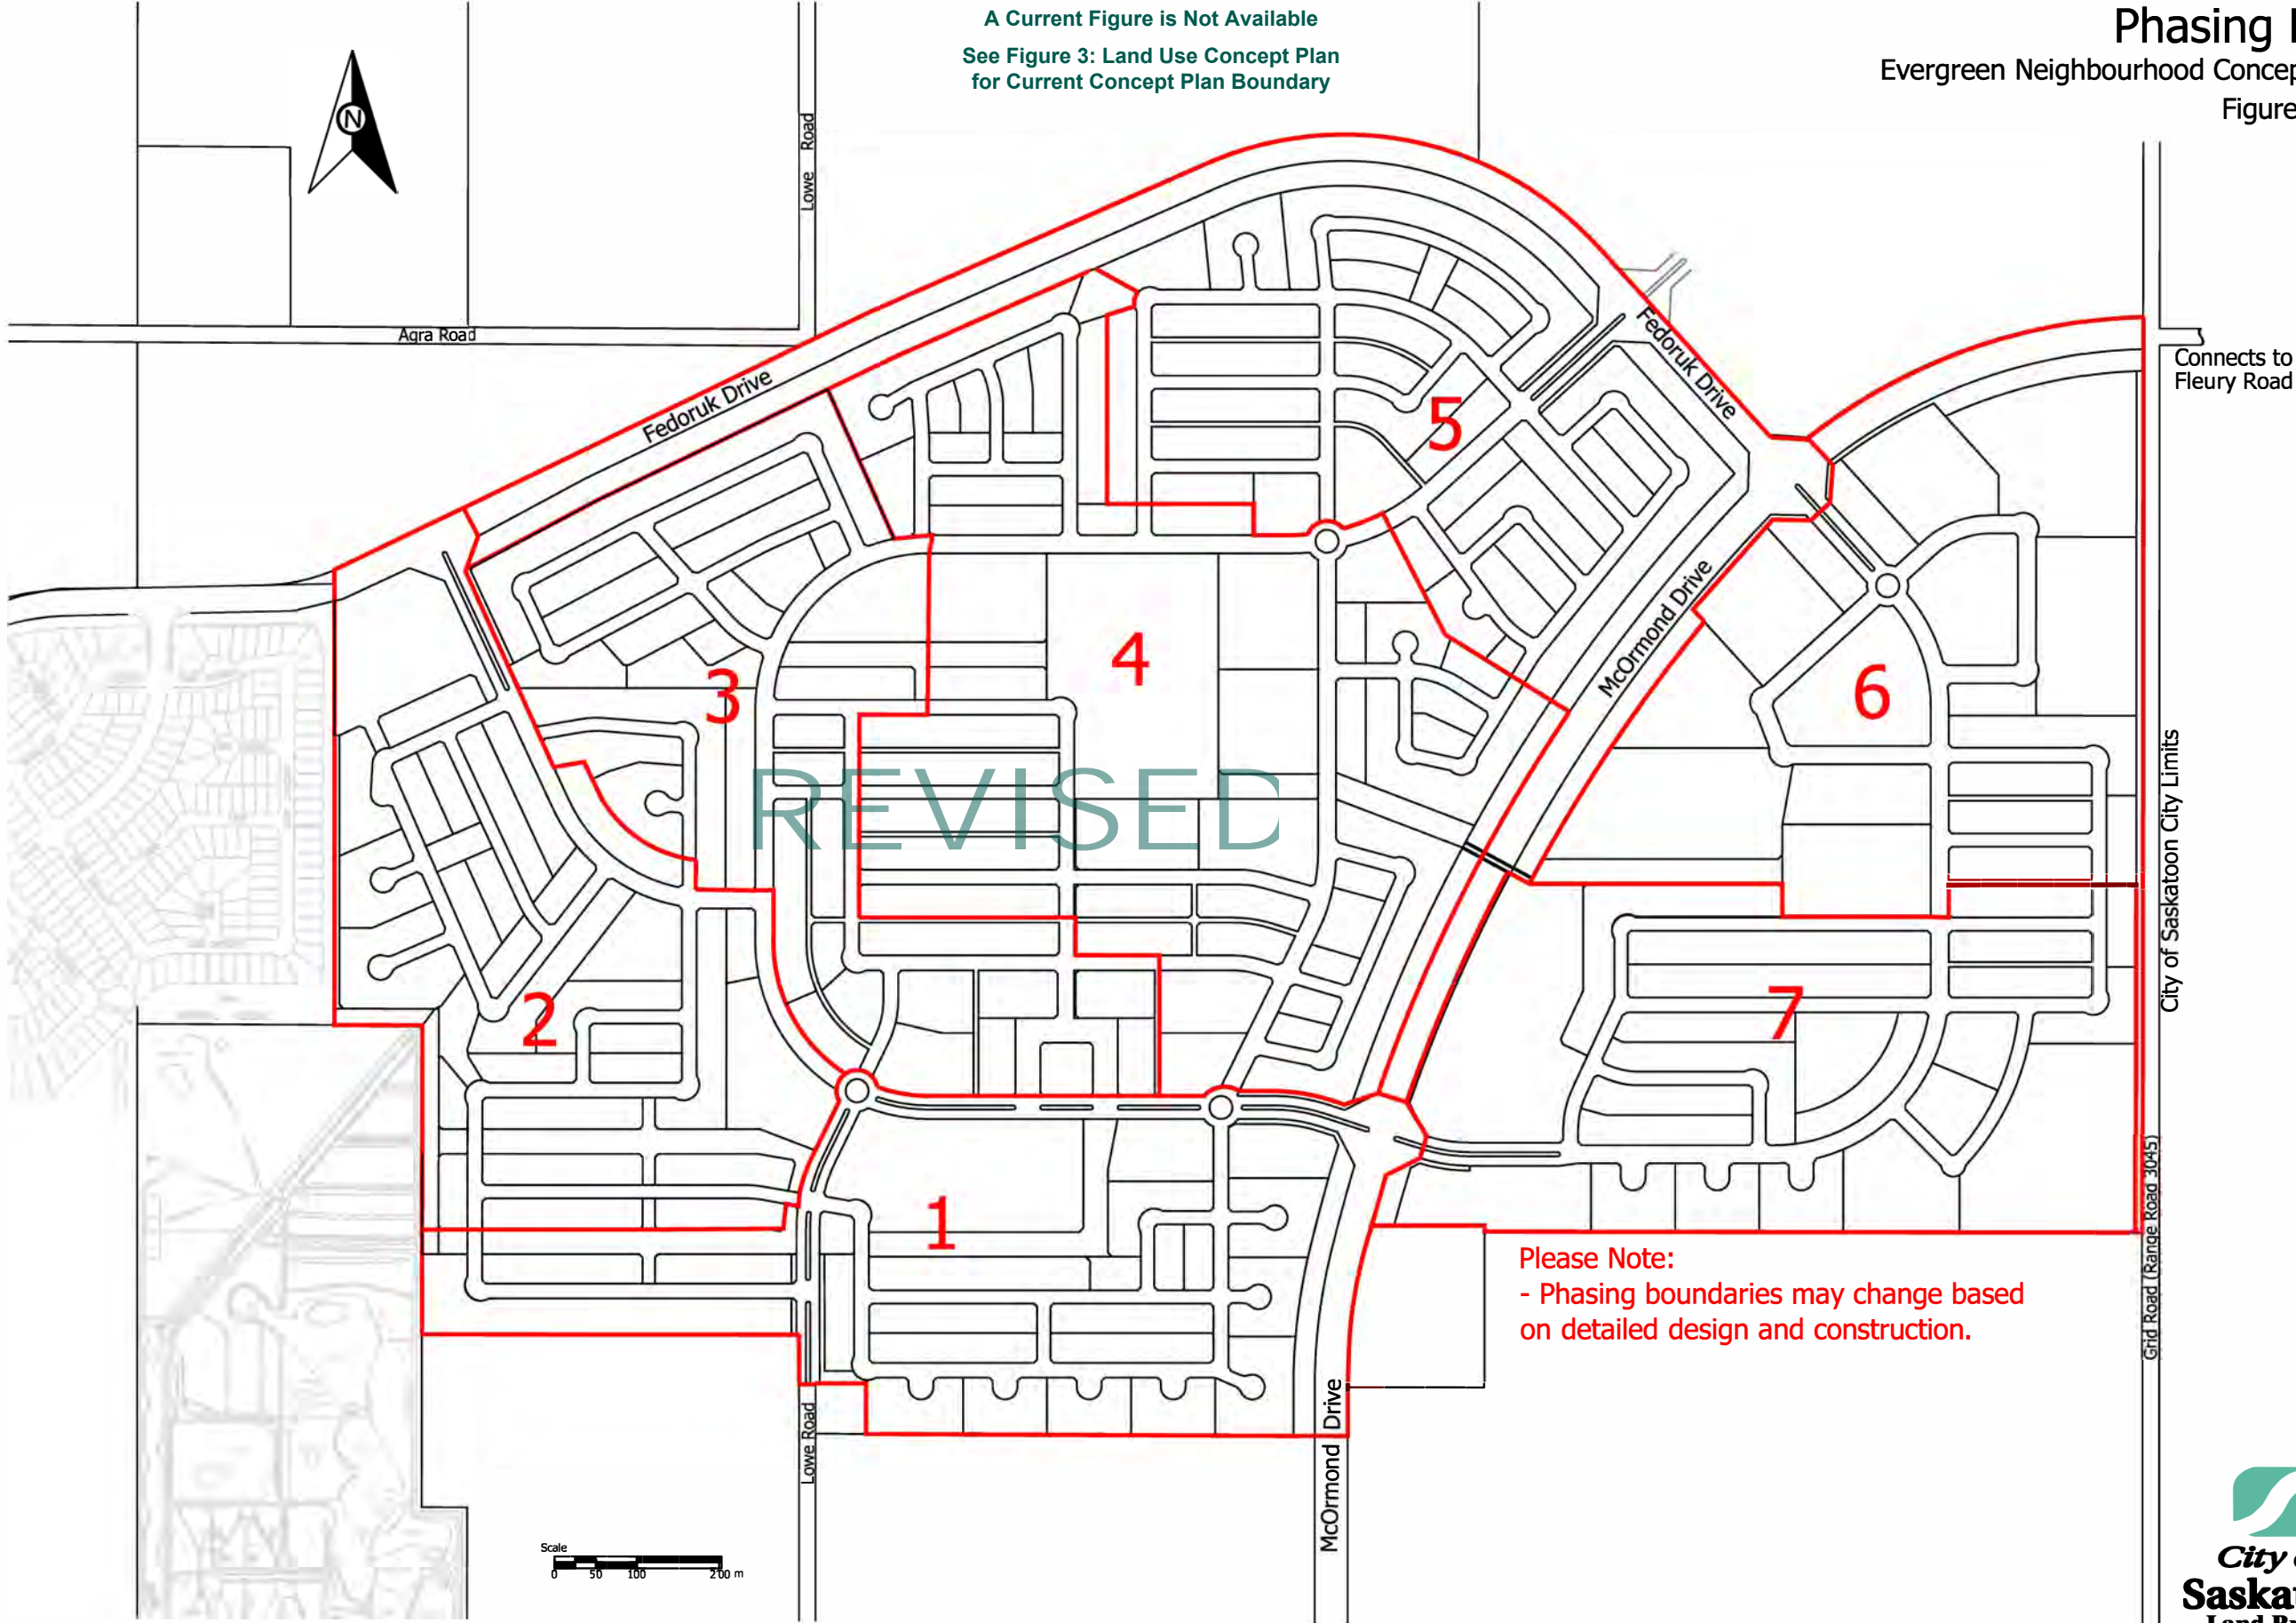 A Current Figure is Not Available
See Figure 3: Land Use Concept Plan
for Current Concept Plan Boundary
Phasing
Evergreen Neighbourhood
Figure
N
Lowe Road
Agra Road
Fedoruk Drive
Fedoruk Drive
Connects to
Fleury Road
5
McOrmond Drive
4
6
3
REVISED
City of Saskatoon City Limits
2
7
1
Grid Road (Range Road 3045)
Please Note:
- Phasing boundaries may change based
on detailed design and construction.
Lowe Road
McOrmond Drive
Scale
0 50 100 200 m
City